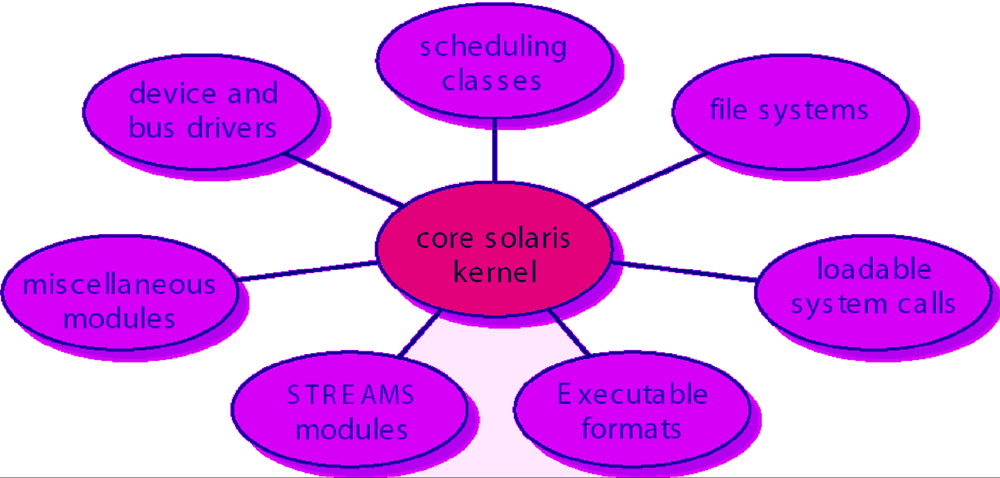 scheduling
classes
device and
bus drivers
file systems
core solaris
kernel
loadable
system calls
miscellaneous
modules
STREAMS
modules
Executable
formats